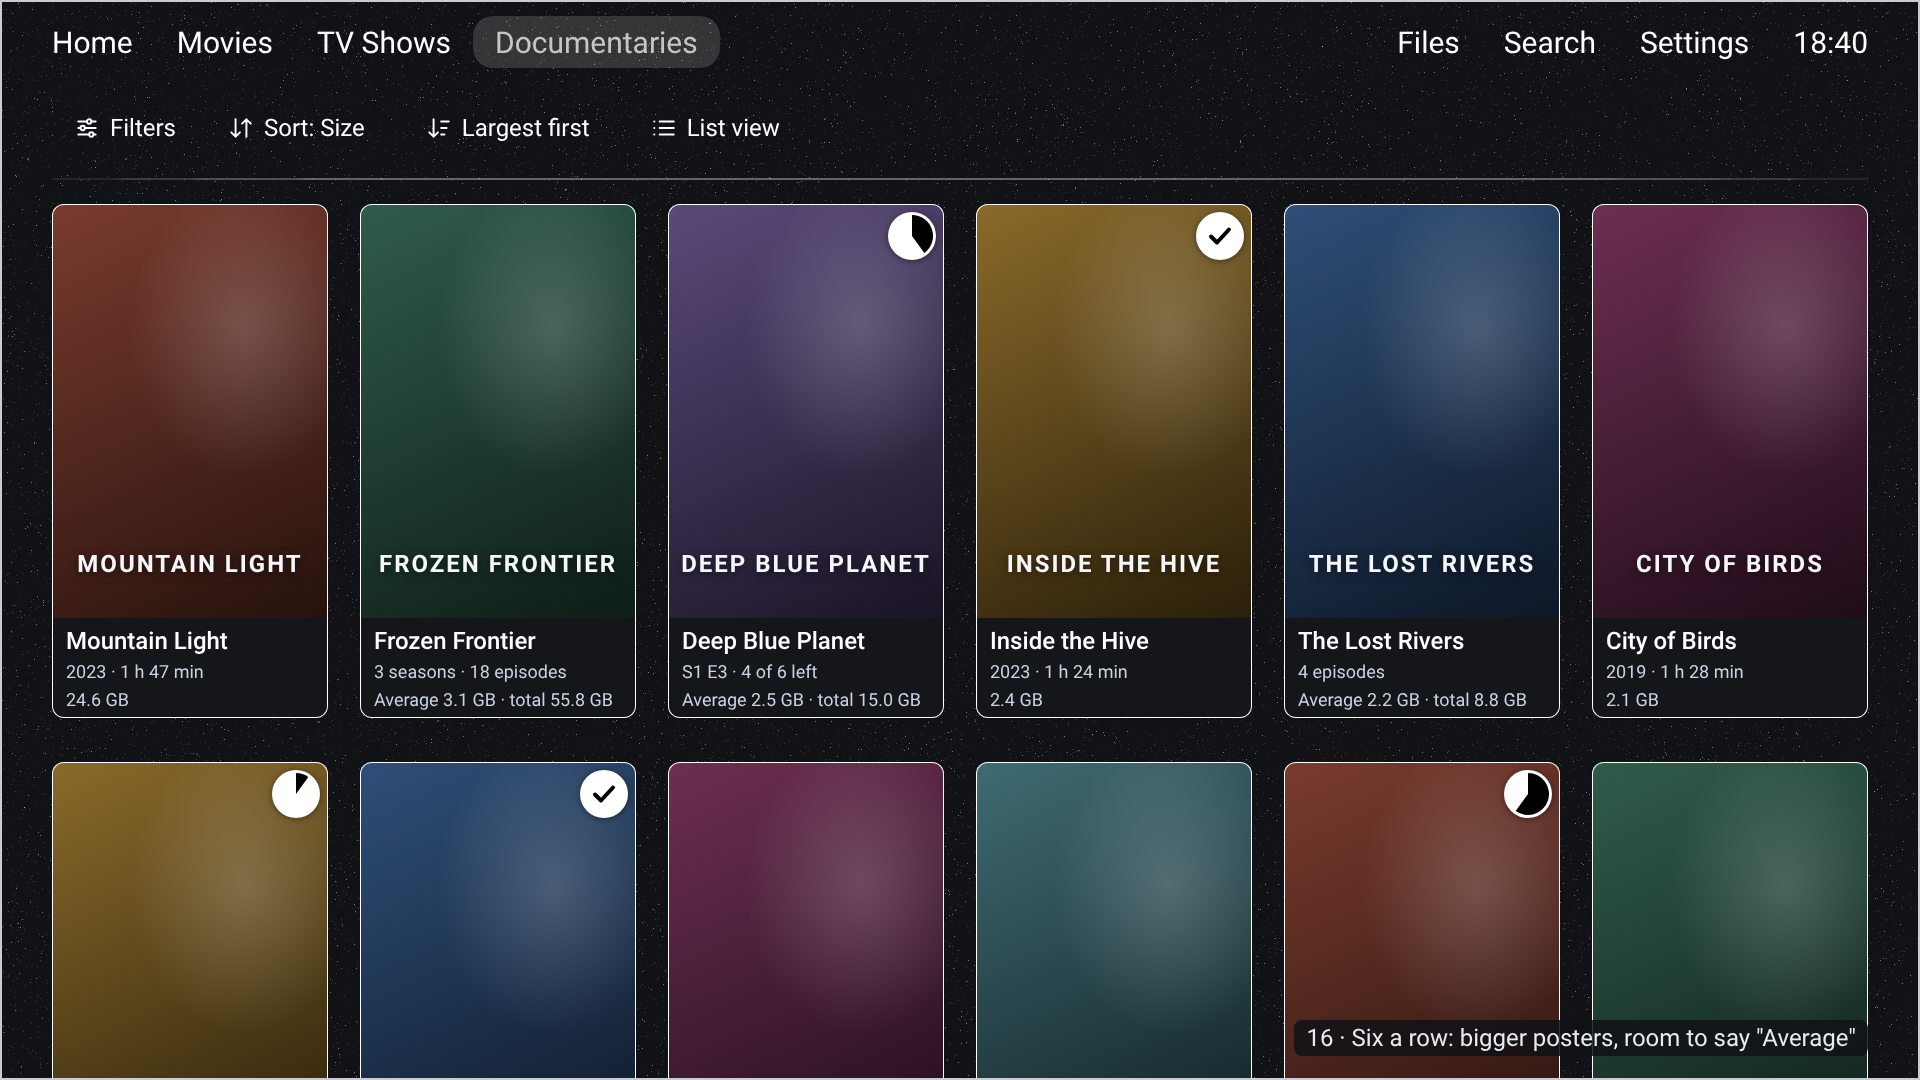 Home Movies TV Shows Documentaries Files Search Settings 18:40
Filters Sort: Size Largest first List view
MOUNTAIN LIGHT
Mountain Light
2023 · 1 h 47 min
24.6 GB
FROZEN FRONTIER
Frozen Frontier
3 seasons · 18 episodes
Average 3.1 GB · total 55.8 GB
DEEP BLUE PLANET
Deep Blue Planet
S1 E3 · 4 of 6 left
Average 2.5 GB · total 15.0 GB
INSIDE THE HIVE
Inside the Hive
2023 · 1 h 24 min
2.4 GB
THE LOST RIVERS
The Lost Rivers
4 episodes
Average 2.2 GB · total 8.8 GB
CITY OF BIRDS
City of Birds
2019 · 1 h 28 min
2.1 GB
16 · Six a row: bigger posters, room to say "Average"